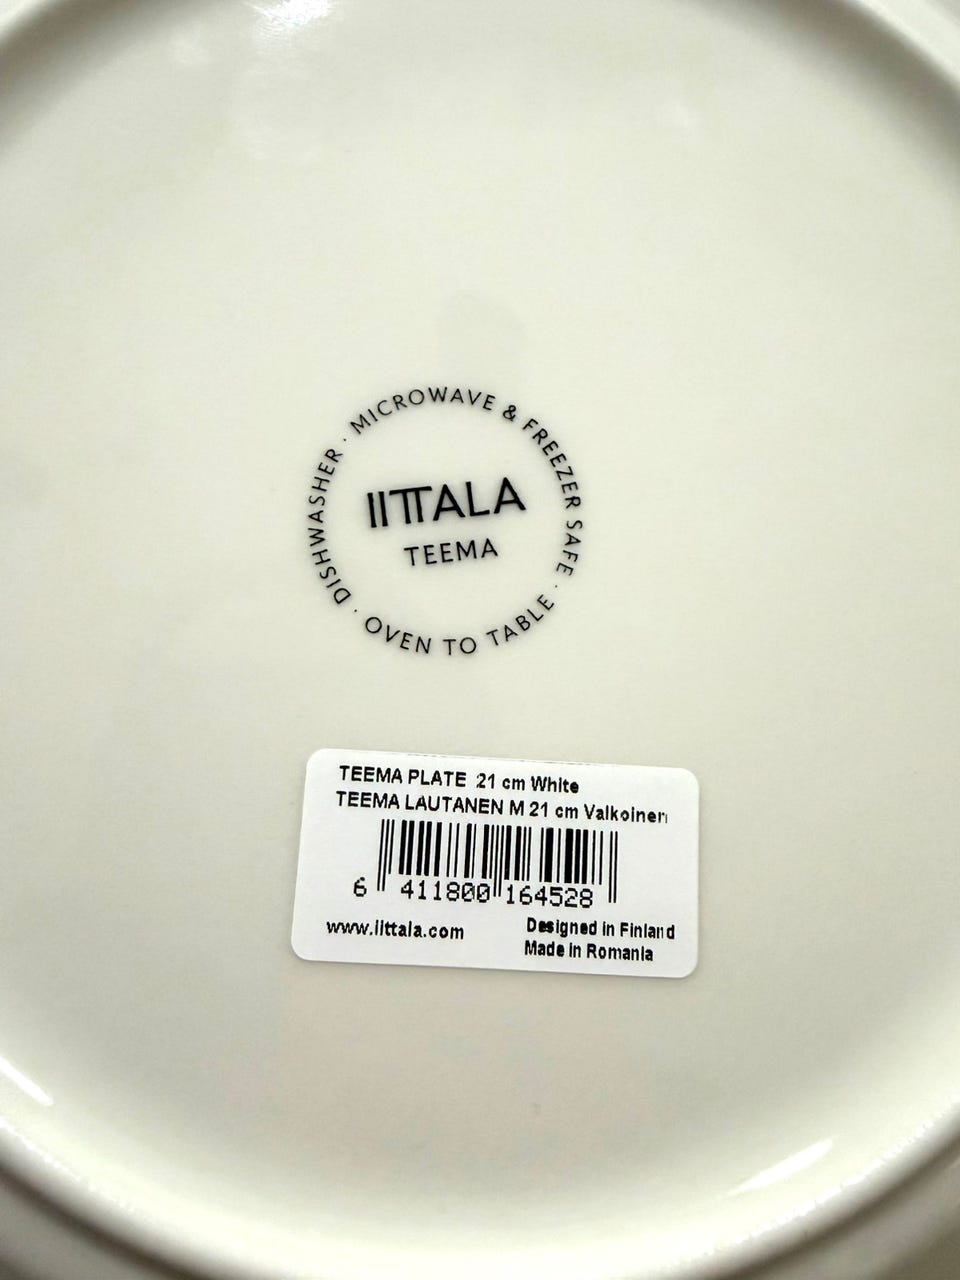 DISHWASHER · MICROWAVE & FREEZER SAFE · OVEN TO TABLE ·
IITTALA
TEEMA
TEEMA PLATE 21 cm White
TEEMA LAUTANEN M 21 cm Valkoinen
6 411800 164528
www.iittala.com
Designed in Finland
Made in Romania